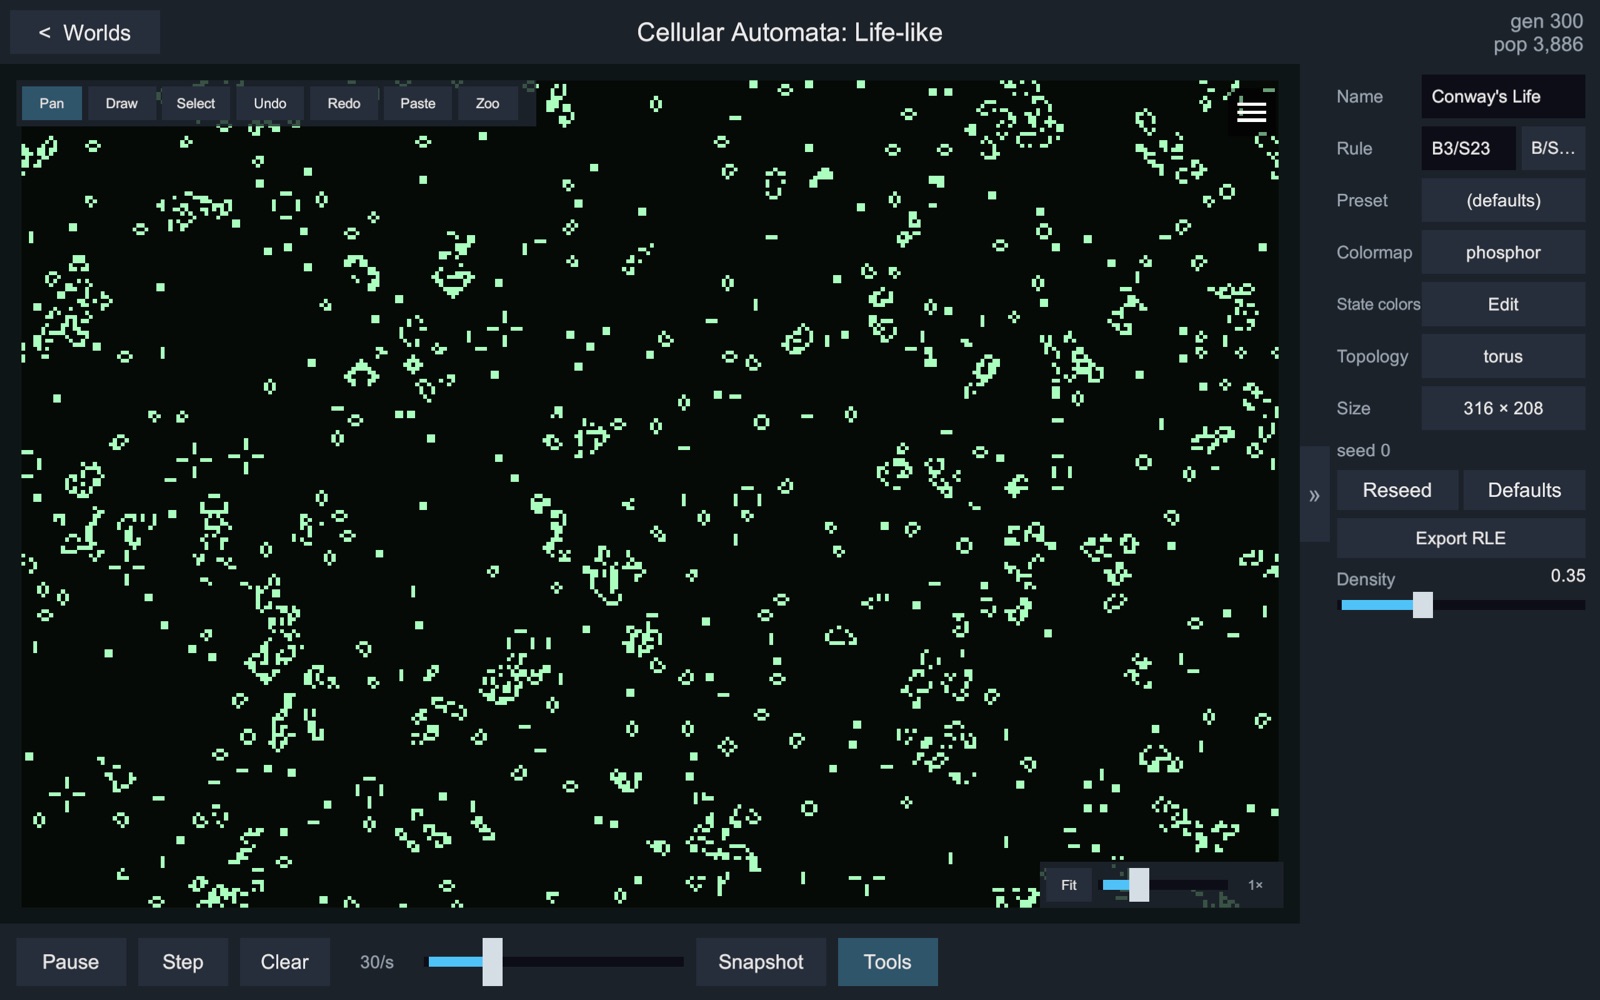 < Worlds
Cellular Automata: Life-like
gen 300
pop 3,886
Pan
Draw
Select
Undo
Redo
Paste
Zoo
Name
Conway's Life
Rule
B3/S23
B/S...
Preset
(defaults)
Colormap
phosphor
State colors
Edit
Topology
torus
Size
316 × 208
seed 0
Reseed
Defaults
Export RLE
Density
0.35
»
Fit
1×
Pause
Step
Clear
30/s
Snapshot
Tools